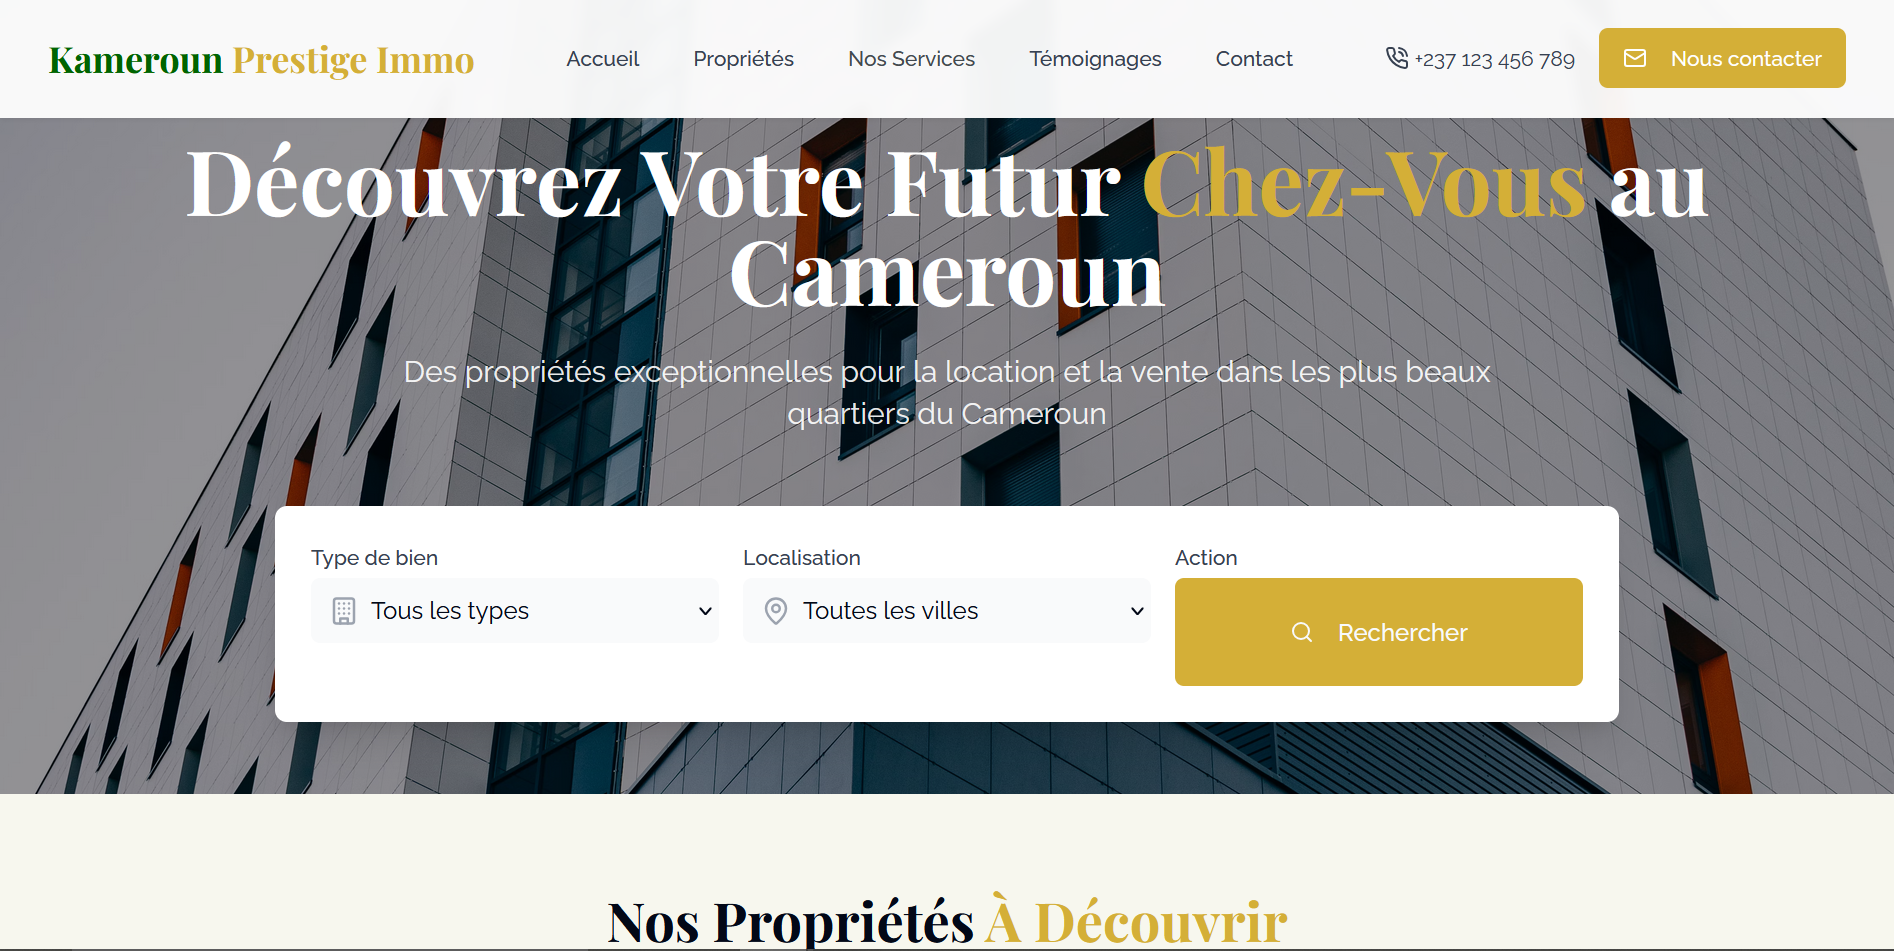 Kameroun Prestige Immo
Accueil
Propriétés
Nos Services
Témoignages
Contact
+237 123 456 789
Nous contacter
Découvrez Votre Futur Chez-Vous au
Cameroun
Des propriétés exceptionnelles pour la location et la vente dans les plus beaux
quartiers du Cameroun
Type de bien
Tous les types
Localisation
Toutes les villes
Action
Rechercher
Nos Propriétés À Découvrir